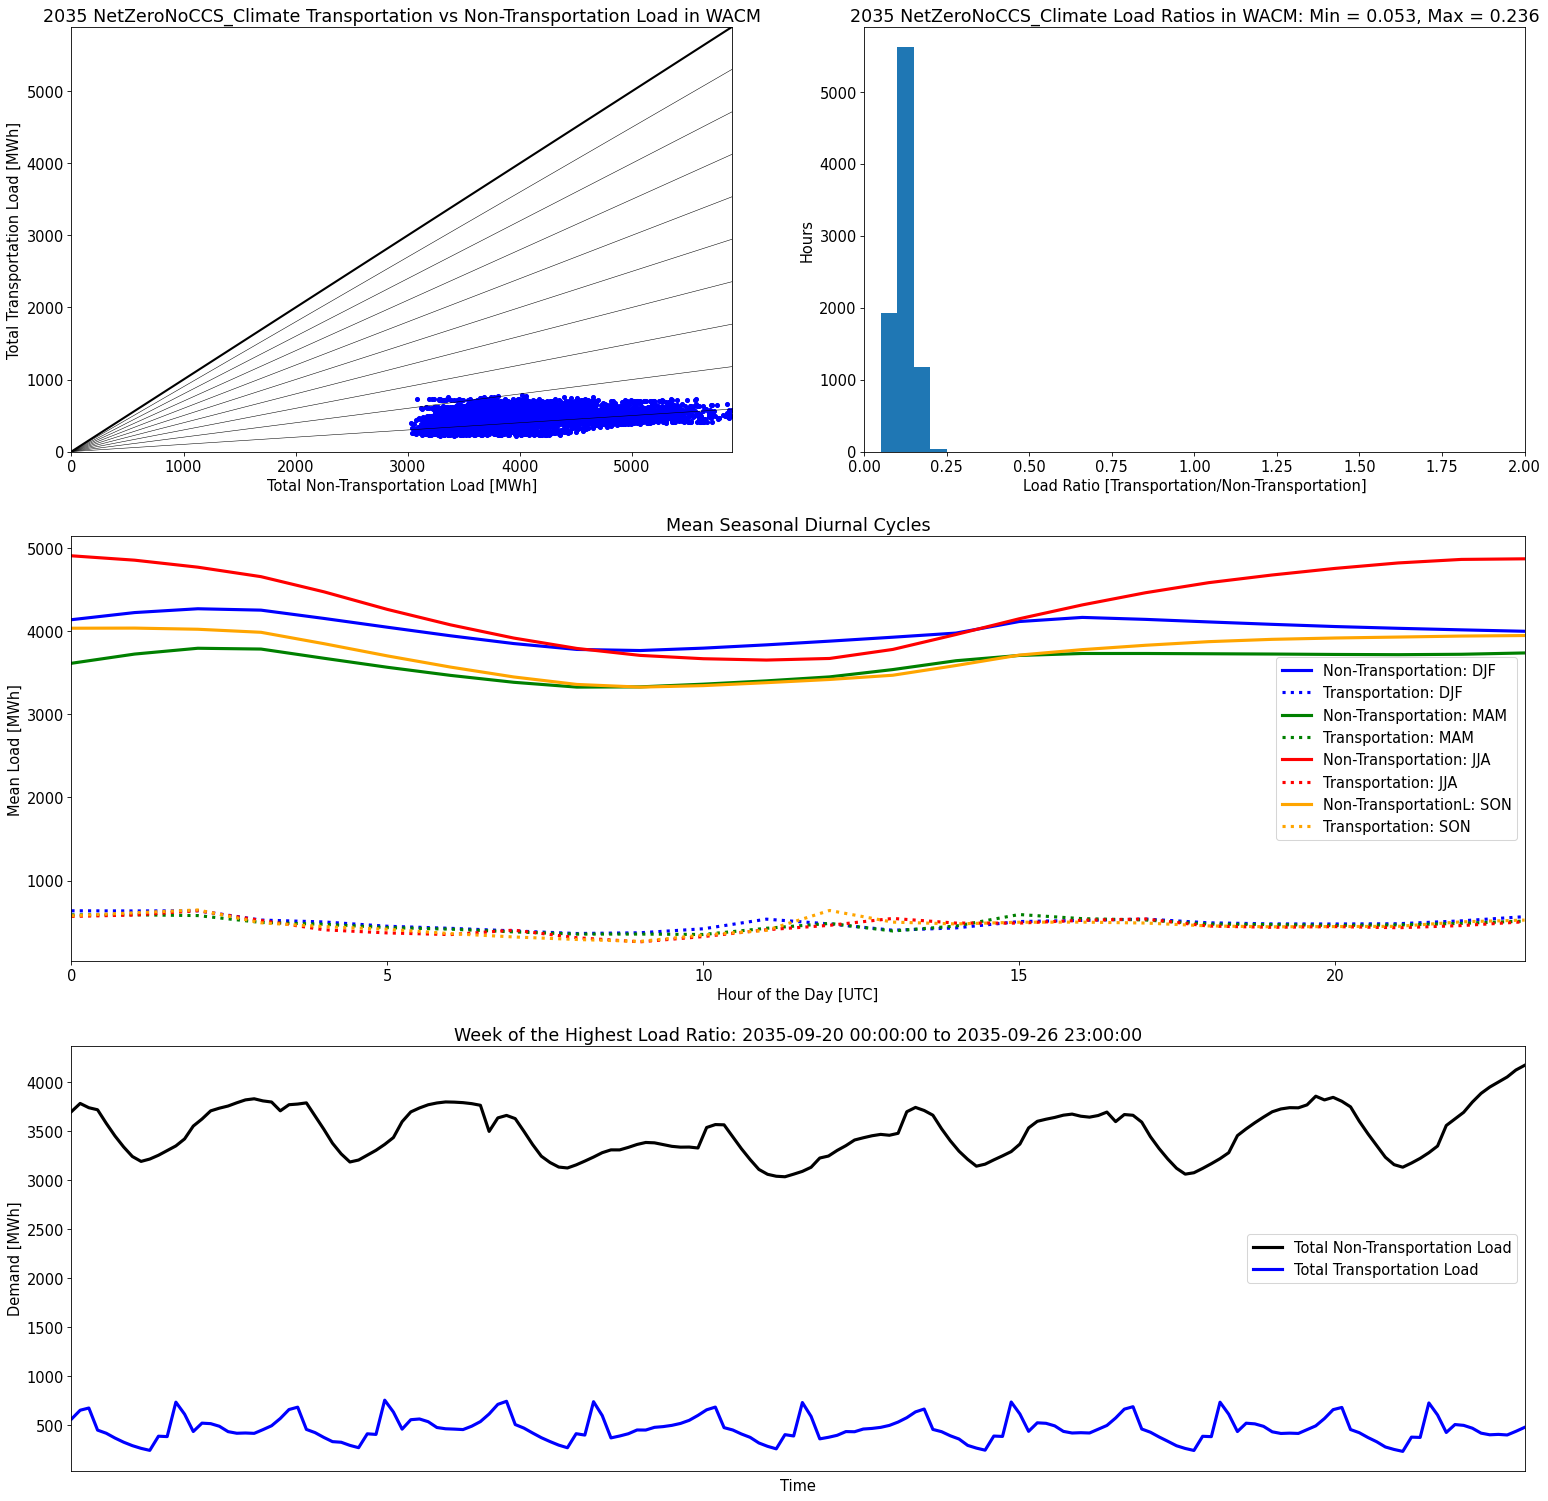 2035 NetZeroNoCCS_Climate Transportation vs Non-Transportation Load in WACM
Total Transportation Load [MWh]
5000
4000
3000
2000
1000
0
0 1000 2000 3000 4000 5000
Total Non-Transportation Load [MWh]
2035 NetZeroNoCCS_Climate Load Ratios in WACM: Min = 0.053, Max = 0.236
Hours
5000
4000
3000
2000
1000
0
0.00 0.25 0.50 0.75 1.00 1.25 1.50 1.75 2.00
Load Ratio [Transportation/Non-Transportation]
Mean Seasonal Diurnal Cycles
Mean Load [MWh]
5000
4000
3000
2000
1000
Non-Transportation: DJF
Transportation: DJF
Non-Transportation: MAM
Transportation: MAM
Non-Transportation: JJA
Transportation: JJA
Non-TransportationL: SON
Transportation: SON
0 5 10 15 20
Hour of the Day [UTC]
Week of the Highest Load Ratio: 2035-09-20 00:00:00 to 2035-09-26 23:00:00
Demand [MWh]
4000
3500
3000
2500
2000
1500
1000
500
Total Non-Transportation Load
Total Transportation Load
Time